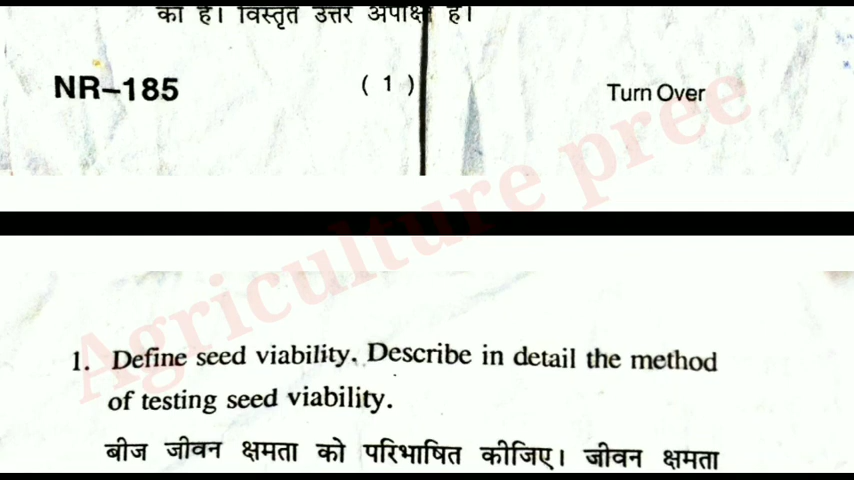 का है। विस्तृत उत्तर अपेक्षित है।
NR–185 ( 1 ) Turn Over
Agriculture pree
1. Define seed viability. Describe in detail the method
of testing seed viability.
बीज जीवन क्षमता को परिभाषित कीजिए। जीवन क्षमता